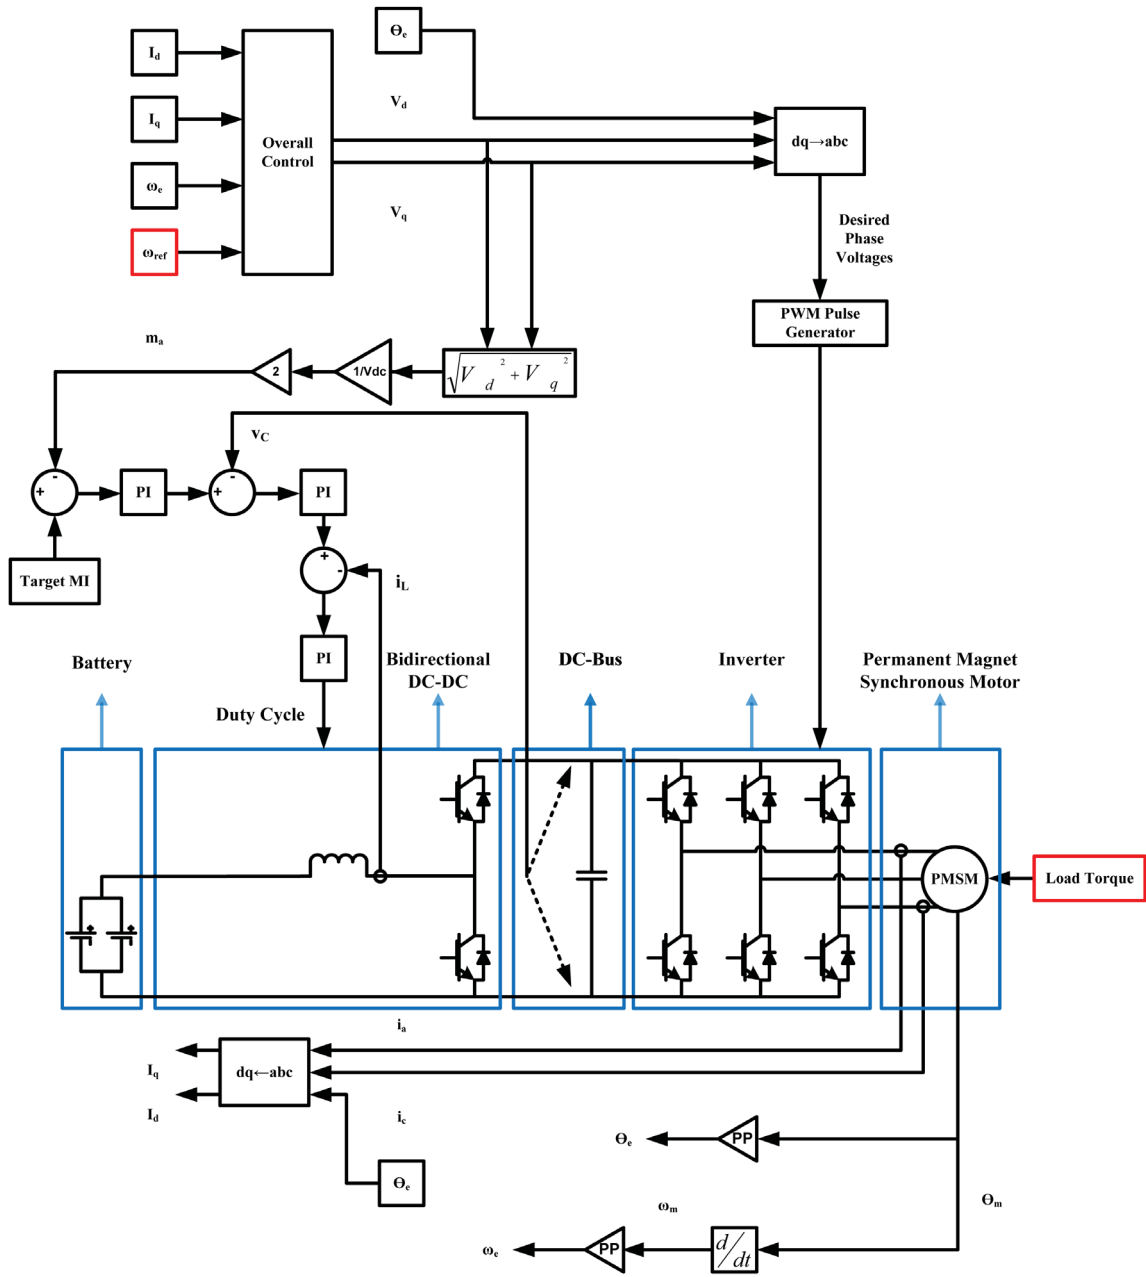 Θe
Id
Iq
ωe
ωref
Overall
Control
Vd
Vq
dq→abc
Desired
Phase
Voltages
PWM Pulse
Generator
ma
2
1/Vdc
√Vd² + Vq²
vC
-
+
PI
-
+
PI
Target MI
+
-
iL
PI
Duty Cycle
Battery
Bidirectional
DC-DC
DC-Bus
Inverter
Permanent Magnet
Synchronous Motor
PMSM
Load Torque
ia
dq←abc
Iq
Id
ic
Θe
Θe
PP
Θm
ωm
ωe
PP
d/dt